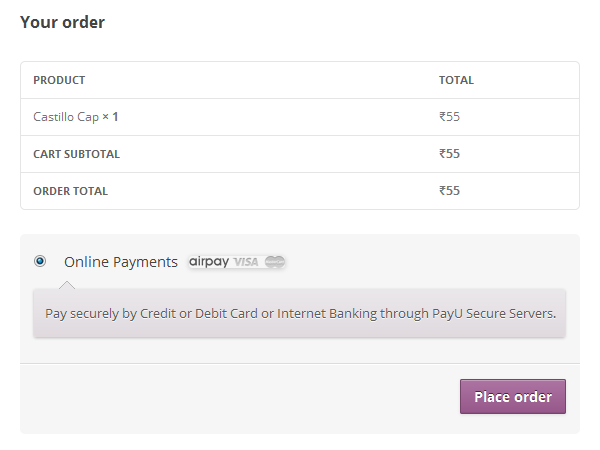 Your order
PRODUCT TOTAL
Castillo Cap × 1 ₹55
CART SUBTOTAL ₹55
ORDER TOTAL ₹55
Online Payments airpay VISA
Pay securely by Credit or Debit Card or Internet Banking through PayU Secure Servers.
Place order